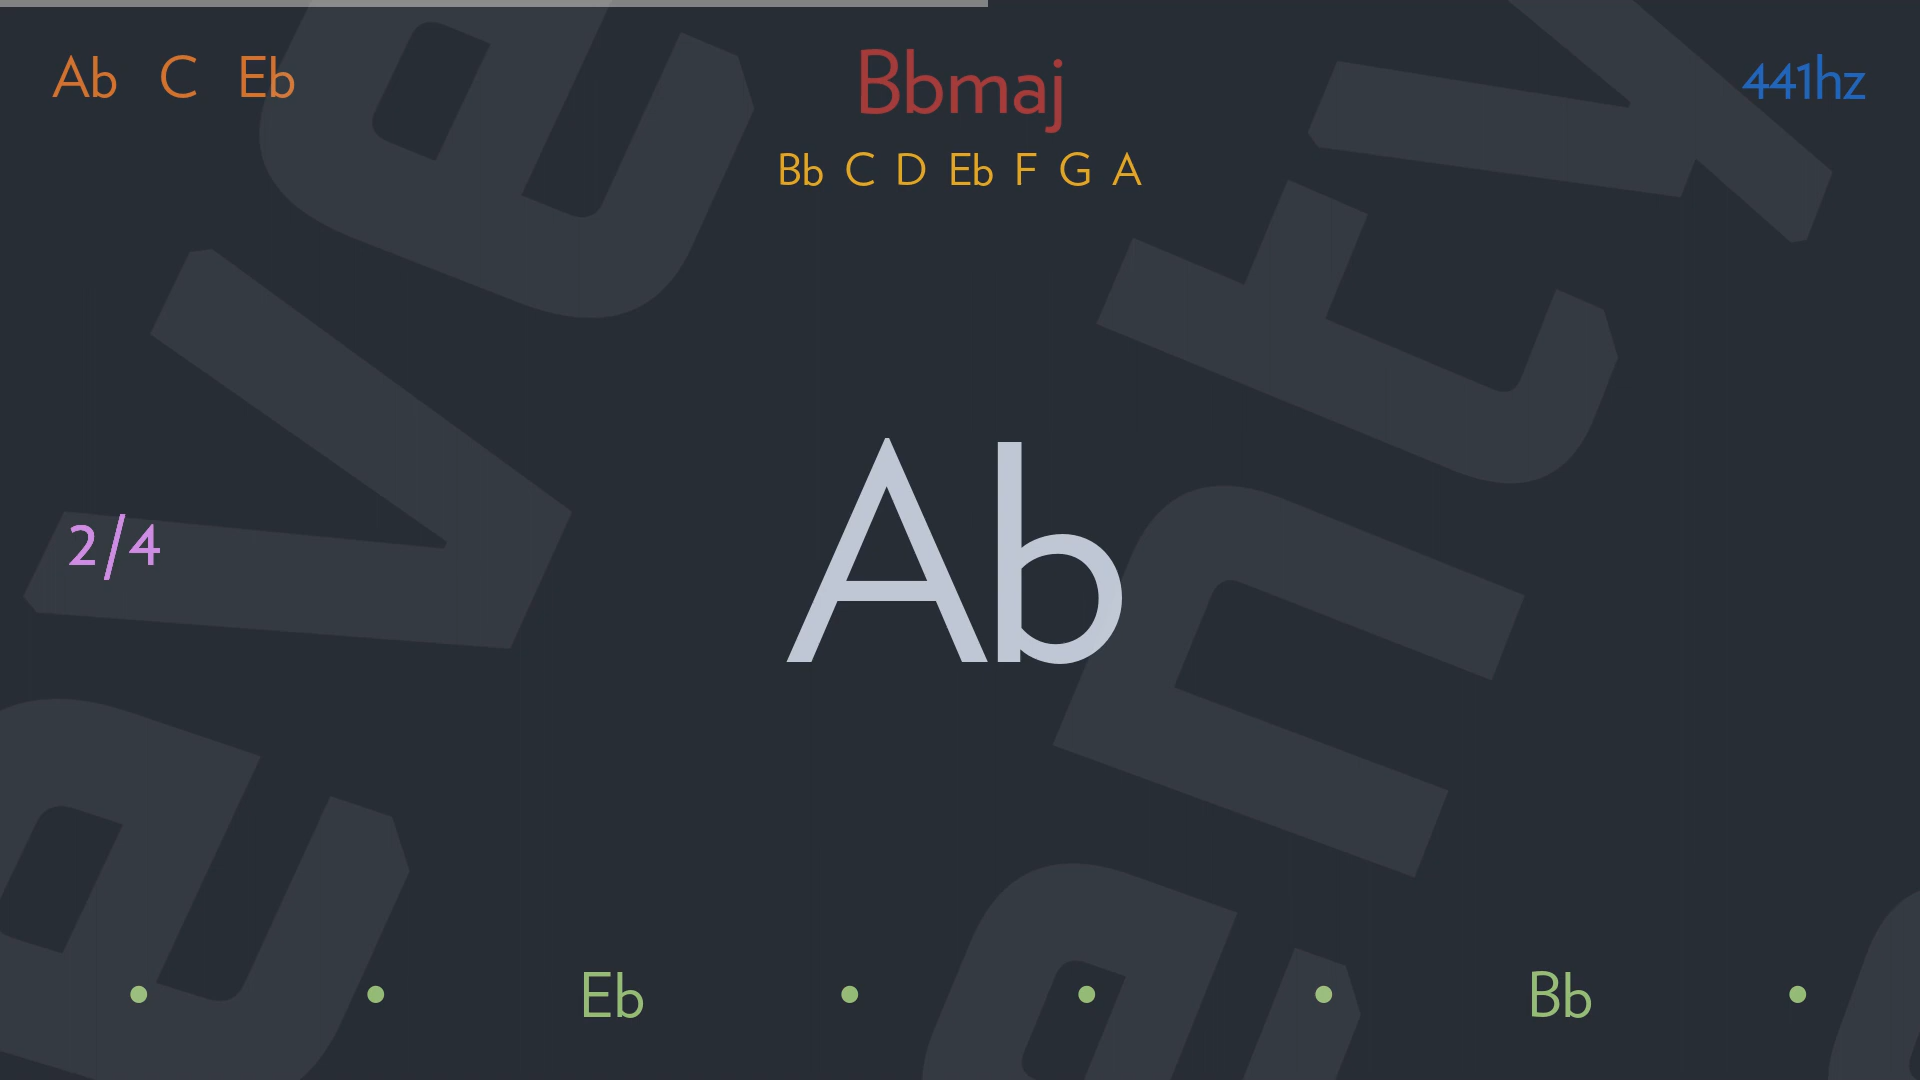 Ab C Eb
Bbmaj
441hz
Bb C D Eb F G A
Ab
2/4
• • Eb • • • Bb •